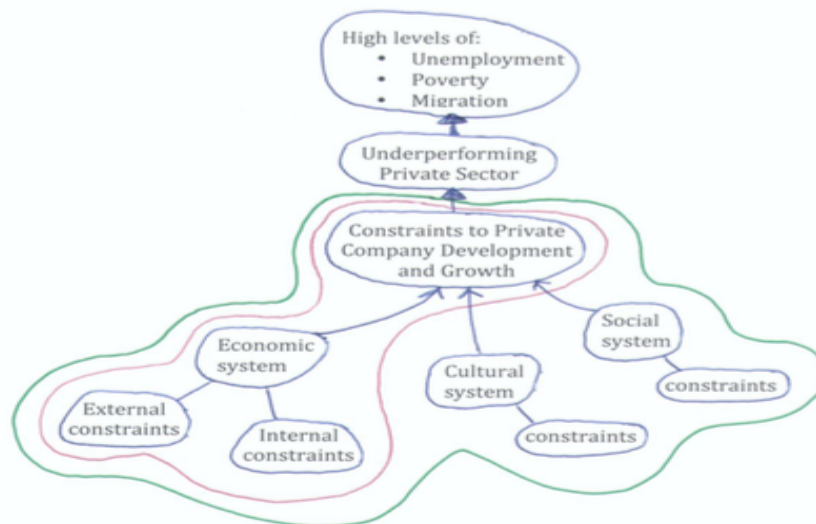 High levels of:
• Unemployment
• Poverty
• Migration
Underperforming
Private Sector
Constraints to Private
Company Development
and Growth
Economic
system
External
constraints
Internal
constraints
Cultural
system
constraints
Social
system
constraints